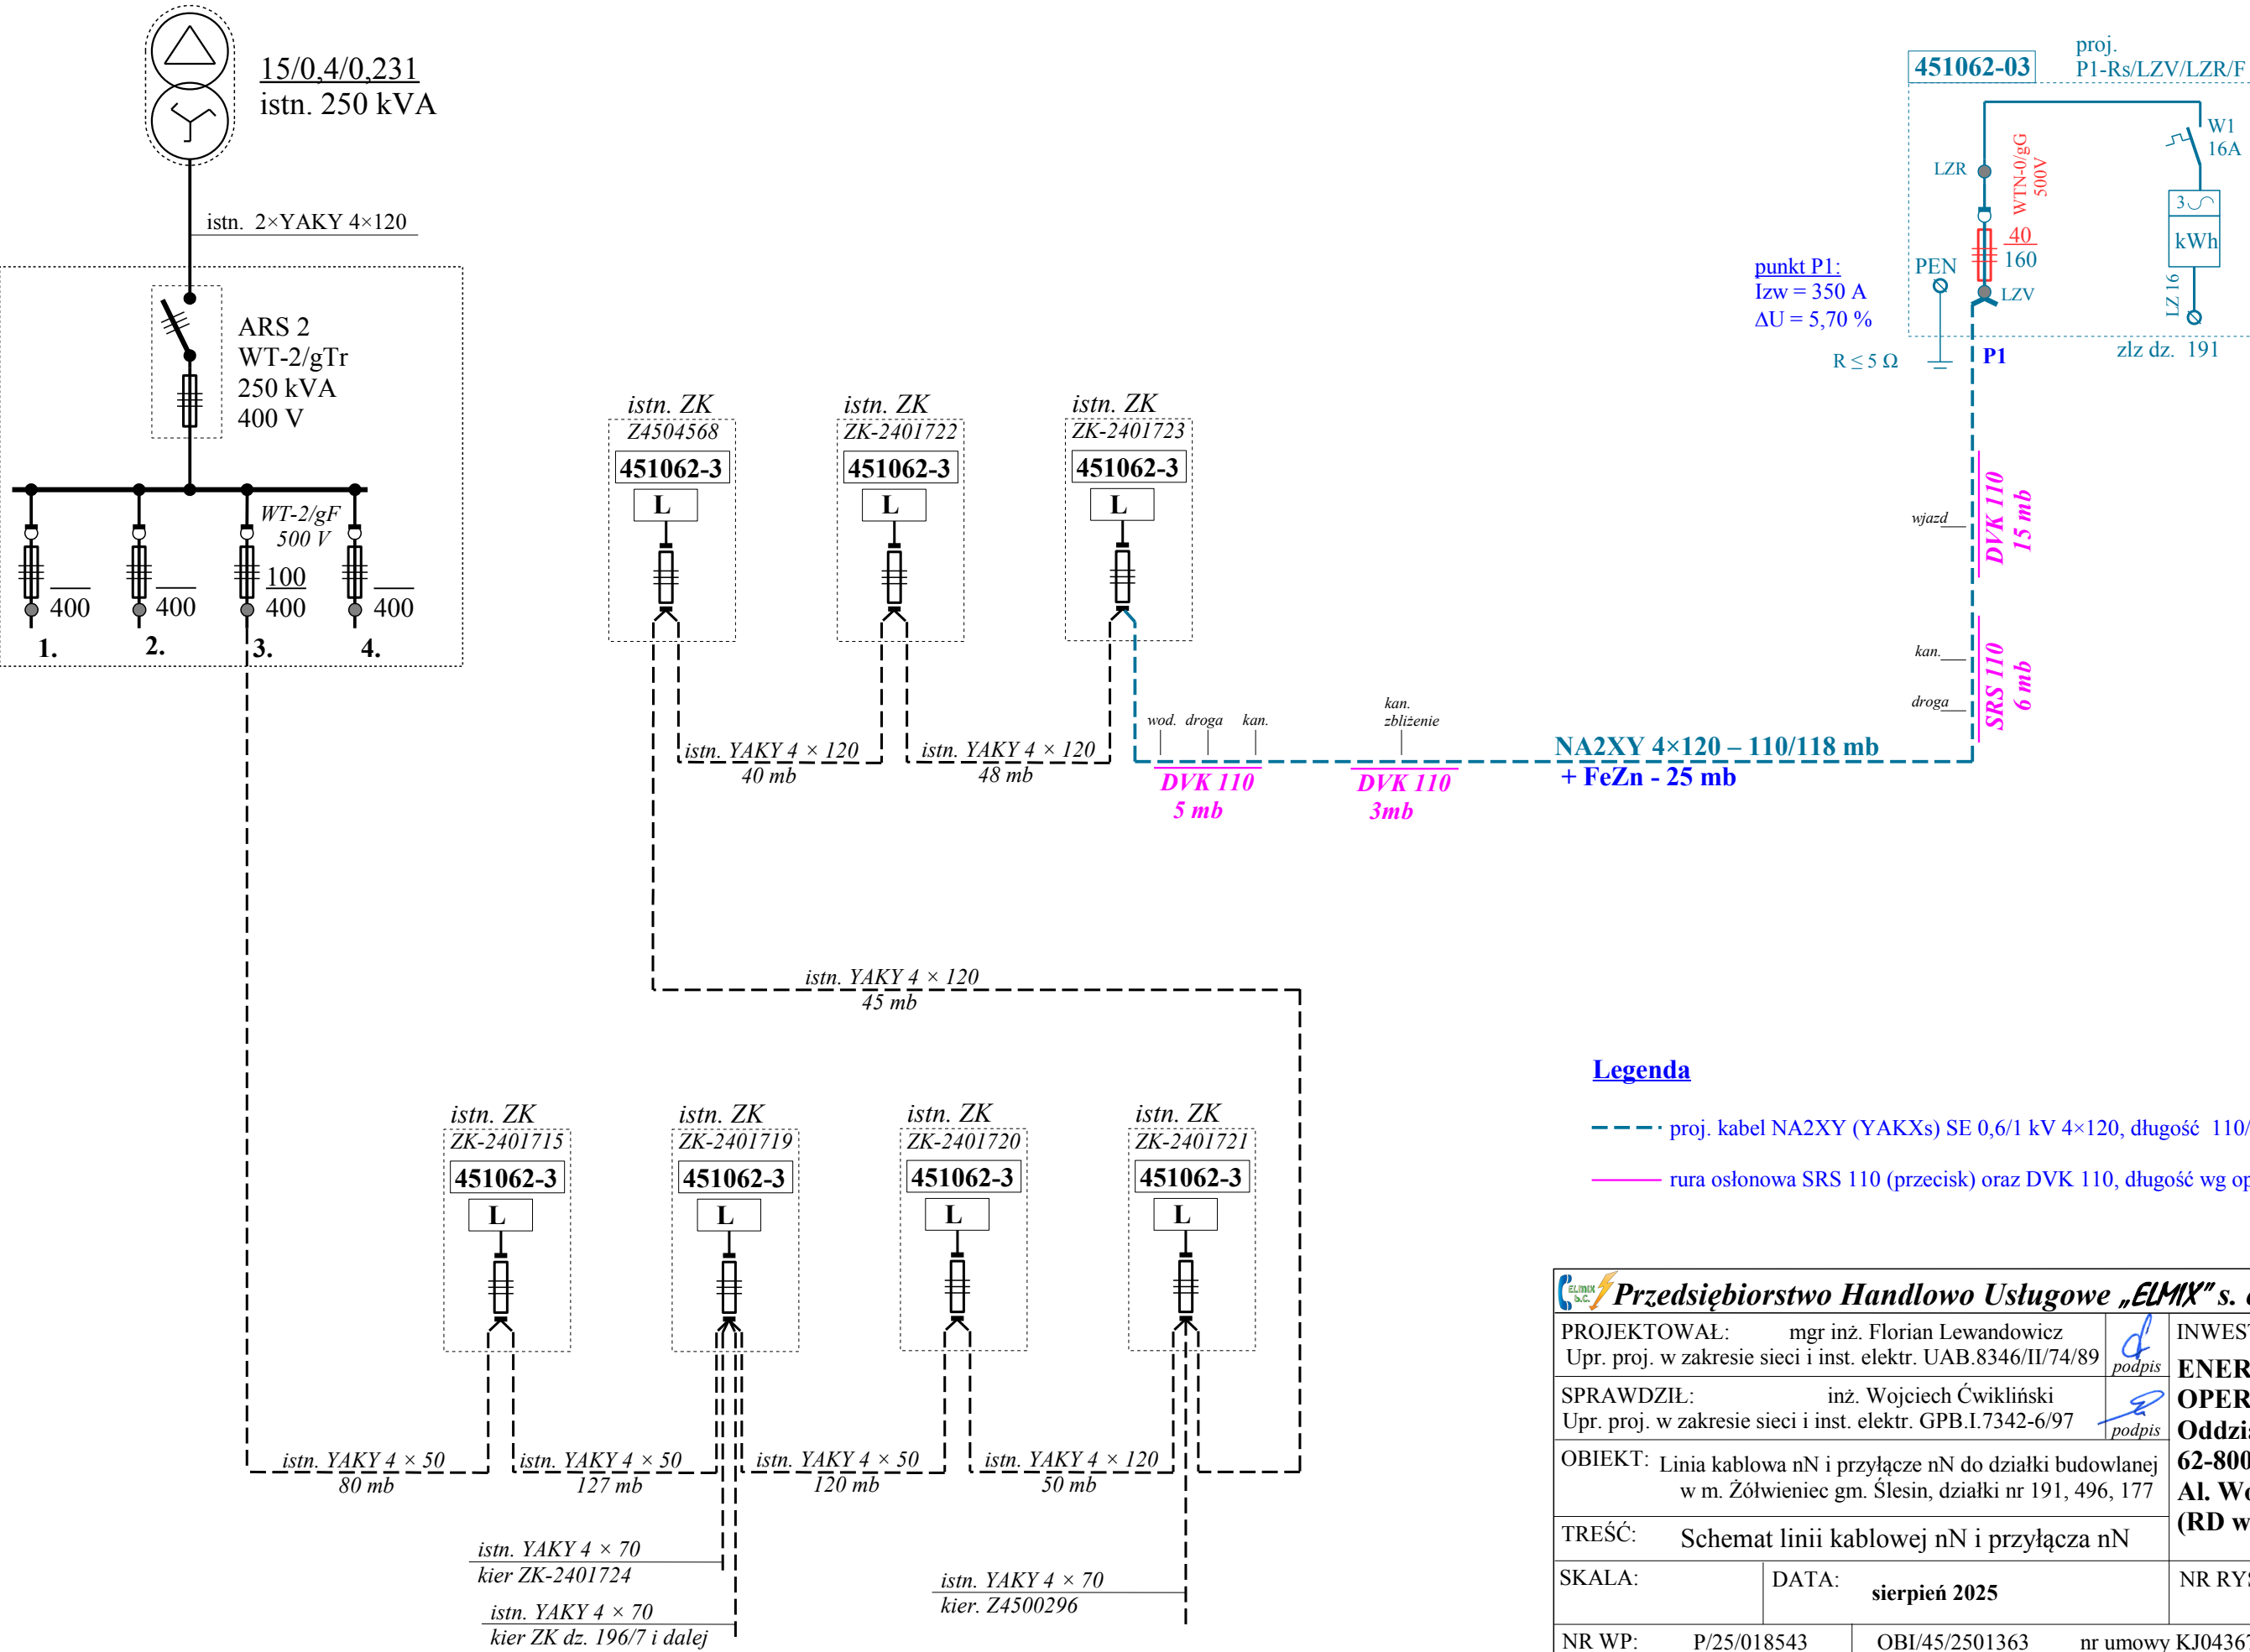 15/0,4/0,231
istn. 250 kVA
istn. 2×YAKY 4×120
ARS 2
WT-2/gTr
250 kVA
400 V
WT-2/gF
500 V
400
400
100
400
400
1.
2.
3.
4.
istn. ZK
Z4504568
451062-3
L
istn. ZK
ZK-2401722
451062-3
L
istn. ZK
ZK-2401723
451062-3
L
istn. YAKY 4 × 120
40 mb
istn. YAKY 4 × 120
48 mb
wod. droga kan.
DVK 110
5 mb
kan.
zbliżenie
DVK 110
3mb
NA2XY 4×120 – 110/118 mb
+ FeZn - 25 mb
451062-03
proj.
P1-Rs/LZV/LZR/F
W1
16A
LZR
WTN-0/gG
500V
3
kWh
40
160
PEN
LZV
LZ 16
punkt P1:
Izw = 350 A
ΔU = 5,70 %
R ≤ 5 Ω
P1
zlz dz. 191
wjazd
DVK 110
15 mb
kan.
droga
SRS 110
6 mb
istn. YAKY 4 × 120
45 mb
istn. ZK
ZK-2401715
451062-3
L
istn. ZK
ZK-2401719
451062-3
L
istn. ZK
ZK-2401720
451062-3
L
istn. ZK
ZK-2401721
451062-3
L
istn. YAKY 4 × 50
80 mb
istn. YAKY 4 × 50
127 mb
istn. YAKY 4 × 50
120 mb
istn. YAKY 4 × 120
50 mb
istn. YAKY 4 × 70
kier ZK-2401724
istn. YAKY 4 × 70
kier ZK dz. 196/7 i dalej
istn. YAKY 4 × 70
kier. Z4500296
Legenda
proj. kabel NA2XY (YAKXs) SE 0,6/1 kV 4×120, długość 110/
rura osłonowa SRS 110 (przecisk) oraz DVK 110, długość wg op
ELMIX s.c.
Przedsiębiorstwo Handlowo Usługowe „ELMIX" s.
PROJEKTOWAŁ: mgr inż. Florian Lewandowicz
Upr. proj. w zakresie sieci i inst. elektr. UAB.8346/II/74/89
podpis
SPRAWDZIŁ: inż. Wojciech Ćwikliński
Upr. proj. w zakresie sieci i inst. elektr. GPB.I.7342-6/97
podpis
INWEST
ENER
OPER
Oddzia
62-800
Al. Wo
(RD w
OBIEKT: Linia kablowa nN i przyłącze nN do działki budowlanej
w m. Żółwieniec gm. Ślesin, działki nr 191, 496, 177
TREŚĆ: Schemat linii kablowej nN i przyłącza nN
SKALA:
DATA: sierpień 2025
NR RYS
NR WP: P/25/018543
OBI/45/2501363 nr umowy KJ0436